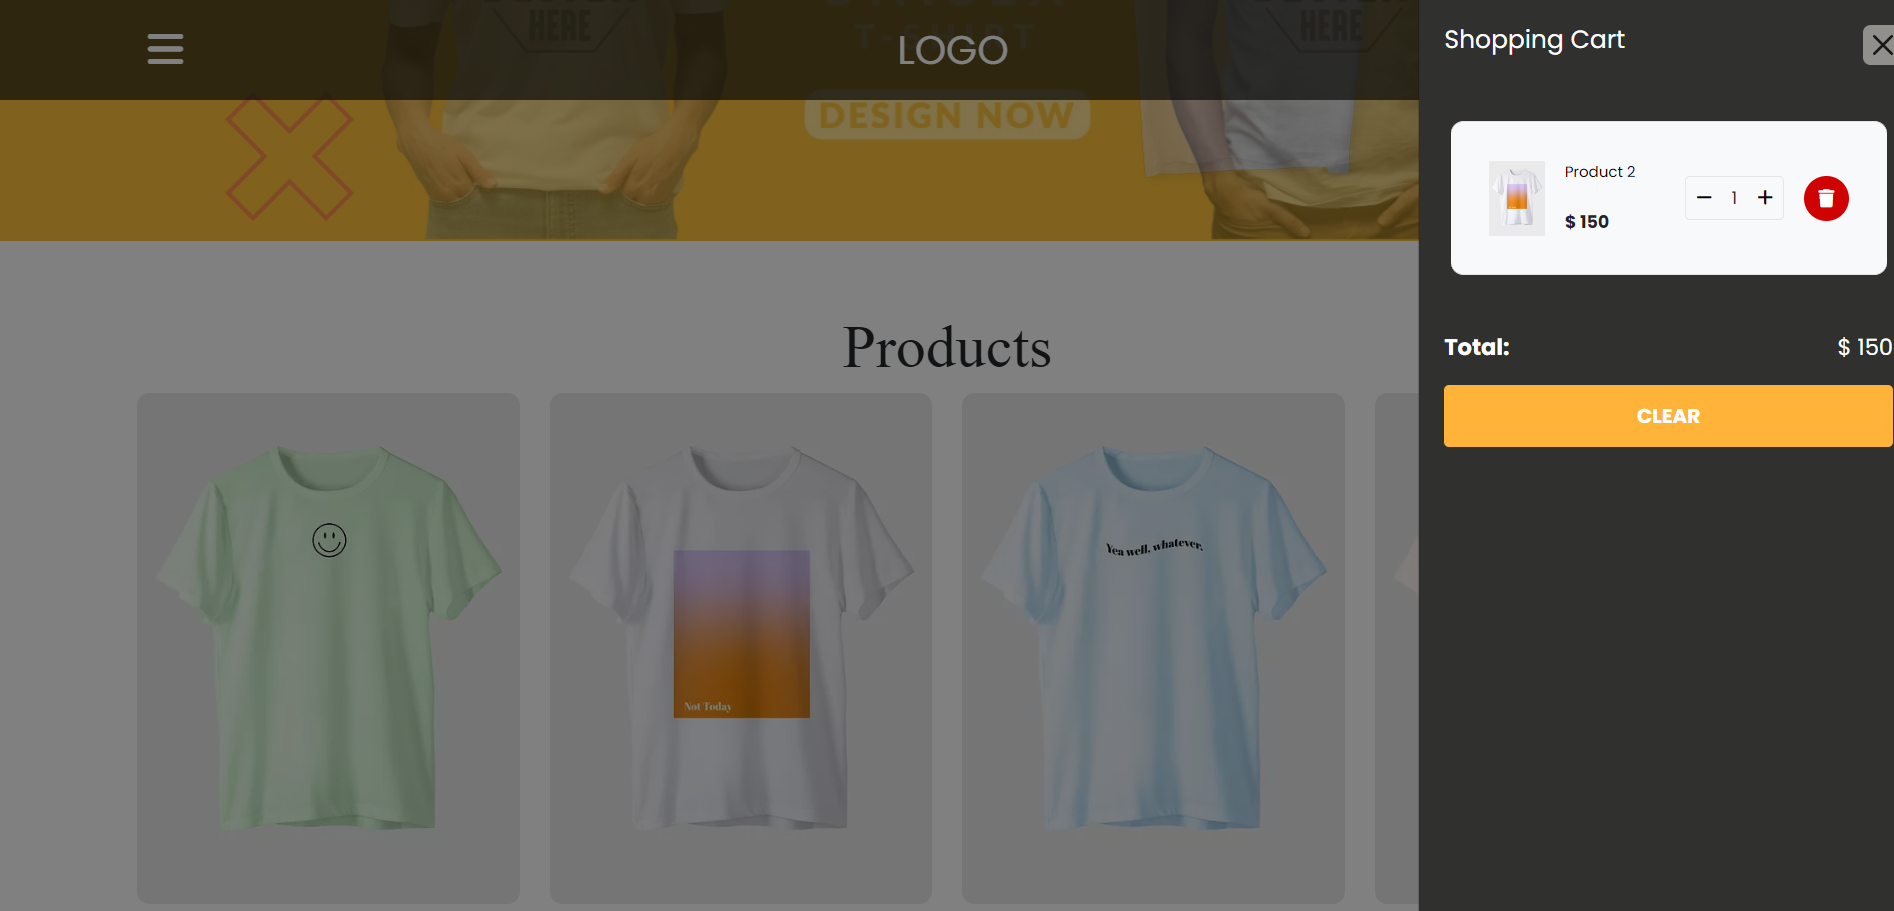 HERE
T-SHIRT
HERE
LOGO
DESIGN NOW
Shopping Cart
Product 2
$ 150
1
Total:
$ 150
CLEAR
Products
Not Today
Yea well, whatever.